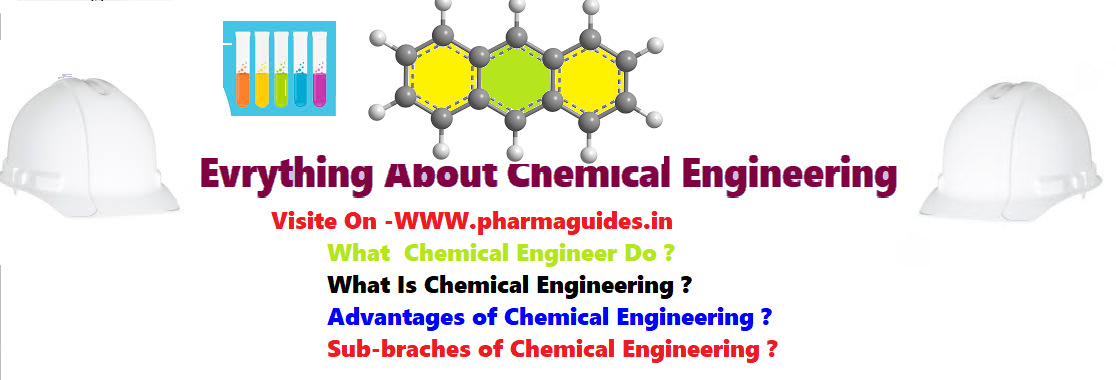 Evrything About Chemical Engineering
Visite On -WWW.pharmaguides.in
What Chemical Engineer Do ?
What Is Chemical Engineering ?
Advantages of Chemical Engineering ?
Sub-braches of Chemical Engineering ?